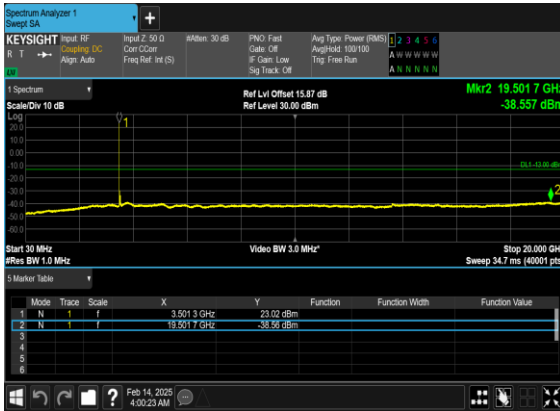 Spectrum Analyzer 1
Swept SA
+
KEYSIGHT Input: RF Input Z: 50 Ω #Atten: 30 dB PNO: Fast Avg Type: Power (RMS) 1 2 3 4 5 6
R T Coupling: DC Corr CCorr Gate: Off Avg|Hold: 100/100 A W W W W W
Align: Auto Freq Ref: Int (S) IF Gain: Low Trig: Free Run
Sig Track: Off A N N N N N
LXI
1 Spectrum Ref Lvl Offset 15.87 dB Mkr2 19.501 7 GHz
Scale/Div 10 dB Ref Level 30.00 dBm -38.557 dBm
Log
20.0
10.0
0.00
-10.0
-20.0
-30.0
-40.0
-50.0
-60.0
1
DL1 -13.00 dBm
2
Start 30 MHz Video BW 3.0 MHz* Stop 20.000 GHz
#Res BW 1.0 MHz Sweep 34.7 ms (40001 pts)
5 Marker Table
Mode Trace Scale X Y Function Function Width Function Value
1 N 1 f 3.501 3 GHz 23.02 dBm
2 N 1 f 19.501 7 GHz -38.56 dBm
3
4
5
6
? Feb 14, 2025
4:00:23 AM